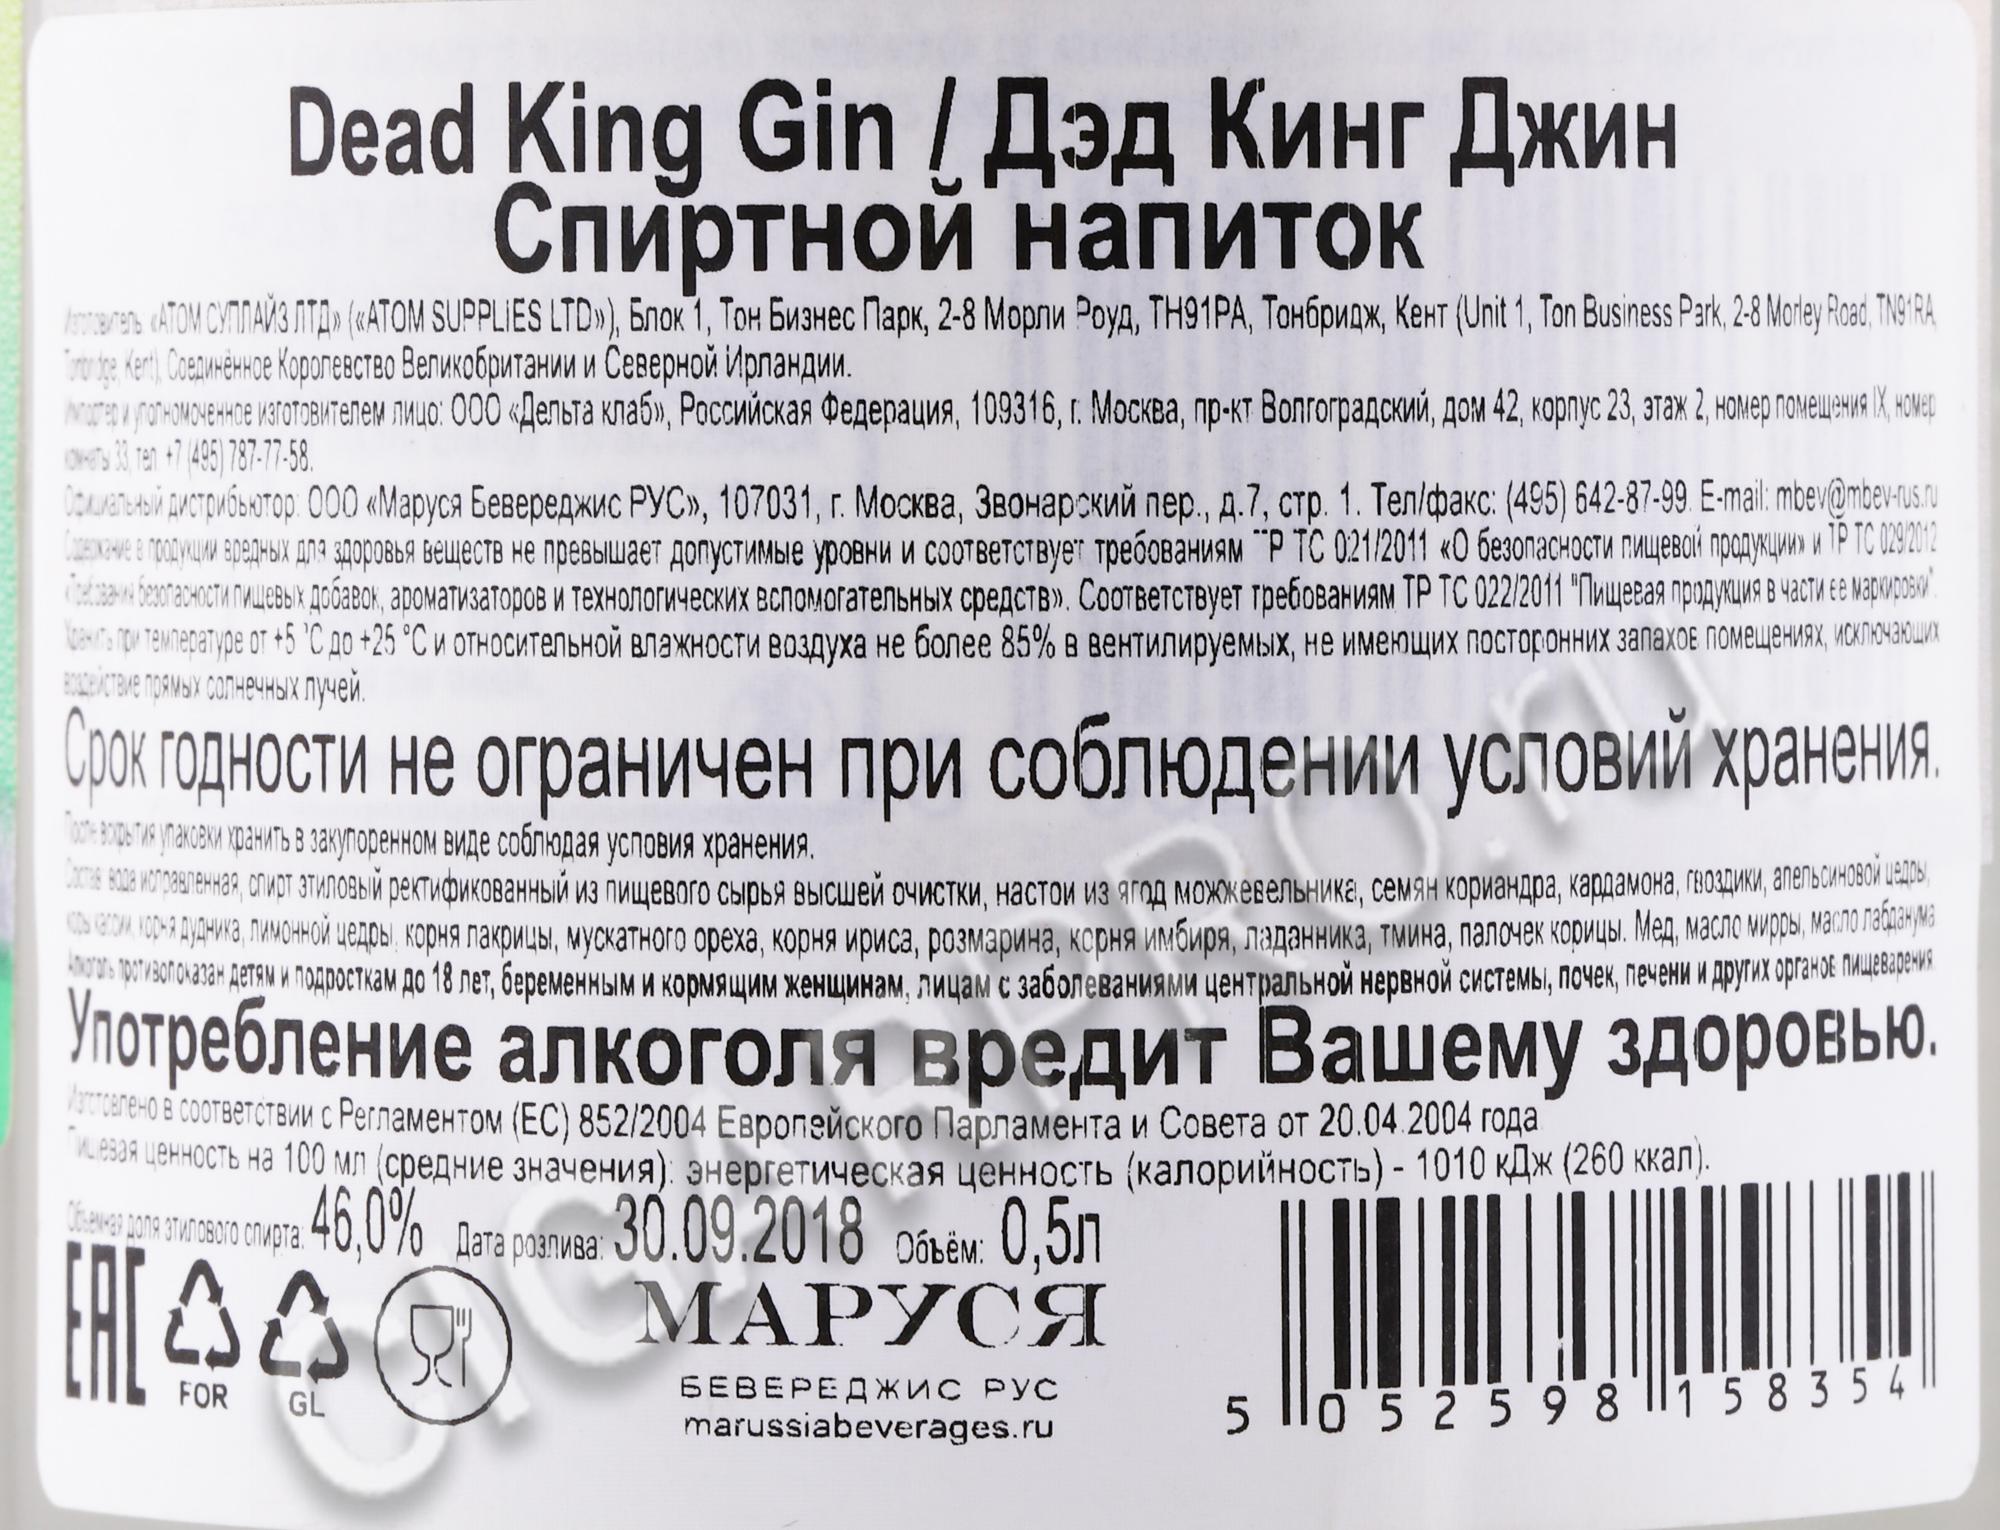 Dead King Gin / Дэд Кинг Джин
Спиртной напиток
Изготовитель «АТОМ СУПЛАЙЗ ЛТД» («ATOM SUPPLIES LTD»), Блок 1, Тон Бизнес Парк, 2-8 Морли Роуд, ТН91РА, Тонбридж, Кент (Unit 1, Ton Business Park, 2-8 Morley Road, TN91RA,
Tonbridge, Kent), Соединённое Королевство Великобритании и Северной Ирландии.
Импортер и уполномоченное изготовителем лицо: ООО «Дельта клаб», Российская Федерация, 109316, г. Москва, пр-кт Волгоградский, дом 42, корпус 23, этаж 2, номер помещения IX, номер
комнаты 33, тел. +7 (495) 787-77-58.
Официальный дистрибьютор: ООО «Маруся Бевереджис РУС», 107031, г. Москва, Звонарский пер., д.7, стр. 1. Тел/факс: (495) 642-87-99. E-mail: mbev@mbev-rus.ru
Содержание в продукции вредных для здоровья веществ не превышает допустимые уровни и соответствует требованиям ТР ТС 021/2011 «О безопасности пищевой продукции» и ТР ТС 029/2012
«Требования безопасности пищевых добавок, ароматизаторов и технологических вспомогательных средств». Соответствует требованиям ТР ТС 022/2011 "Пищевая продукция в части ее маркировки".
Хранить при температуре от +5 °С до +25 °С и относительной влажности воздуха не более 85% в вентилируемых, не имеющих посторонних запахов помещениях, исключающих
воздействие прямых солнечных лучей.
Срок годности не ограничен при соблюдении условий хранения.
После вскрытия упаковки хранить в закупоренном виде соблюдая условия хранения.
Состав: вода исправленная, спирт этиловый ректификованный из пищевого сырья высшей очистки, настои из ягод можжевельника, семян кориандра, кардамона, гвоздики, апельсиновой цедры,
коры кассии, корня дудника, лимонной цедры, корня лакрицы, мускатного ореха, корня ириса, розмарина, корня имбиря, ладанника, тмина, палочек корицы. Мед, масло мирры, масло лабданума
Алкоголь противопоказан детям и подросткам до 18 лет, беременным и кормящим женщинам, лицам с заболеваниями центральной нервной системы, почек, печени и других органов пищеварения.
Употребление алкоголя вредит Вашему здоровью.
Изготовлено в соответствии с Регламентом (ЕС) 852/2004 Европейского Парламента и Совета от 20.04.2004 года
Пищевая ценность на 100 мл (средние значения): энергетическая ценность (калорийность) - 1010 кДж (260 ккал).
Объемная доля этилового спирта: 46,0% Дата розлива: 30.09.2018 Объём: 0,5л
EAC
FOR
GL
МАРУСЯ
БЕВЕРЕДЖИС РУС
marussiabeverages.ru
5 052598 158354
CIGARPRO.ru